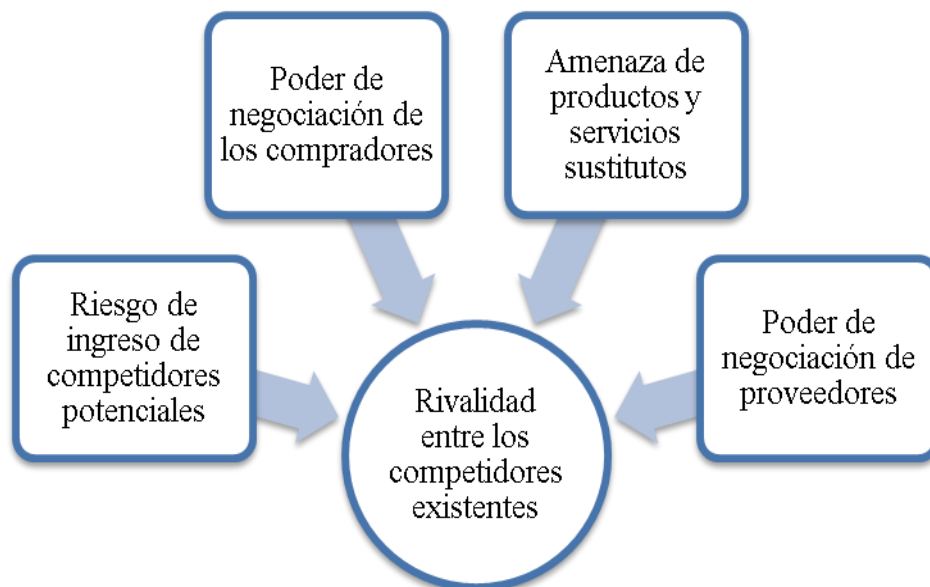 Riesgo de
ingreso de
competidores
potenciales
Poder de
negociación de
los compradores
Amenaza de
productos y
servicios
sustitutos
Poder de
negociación de
proveedores
Rivalidad
entre los
competidores
existentes